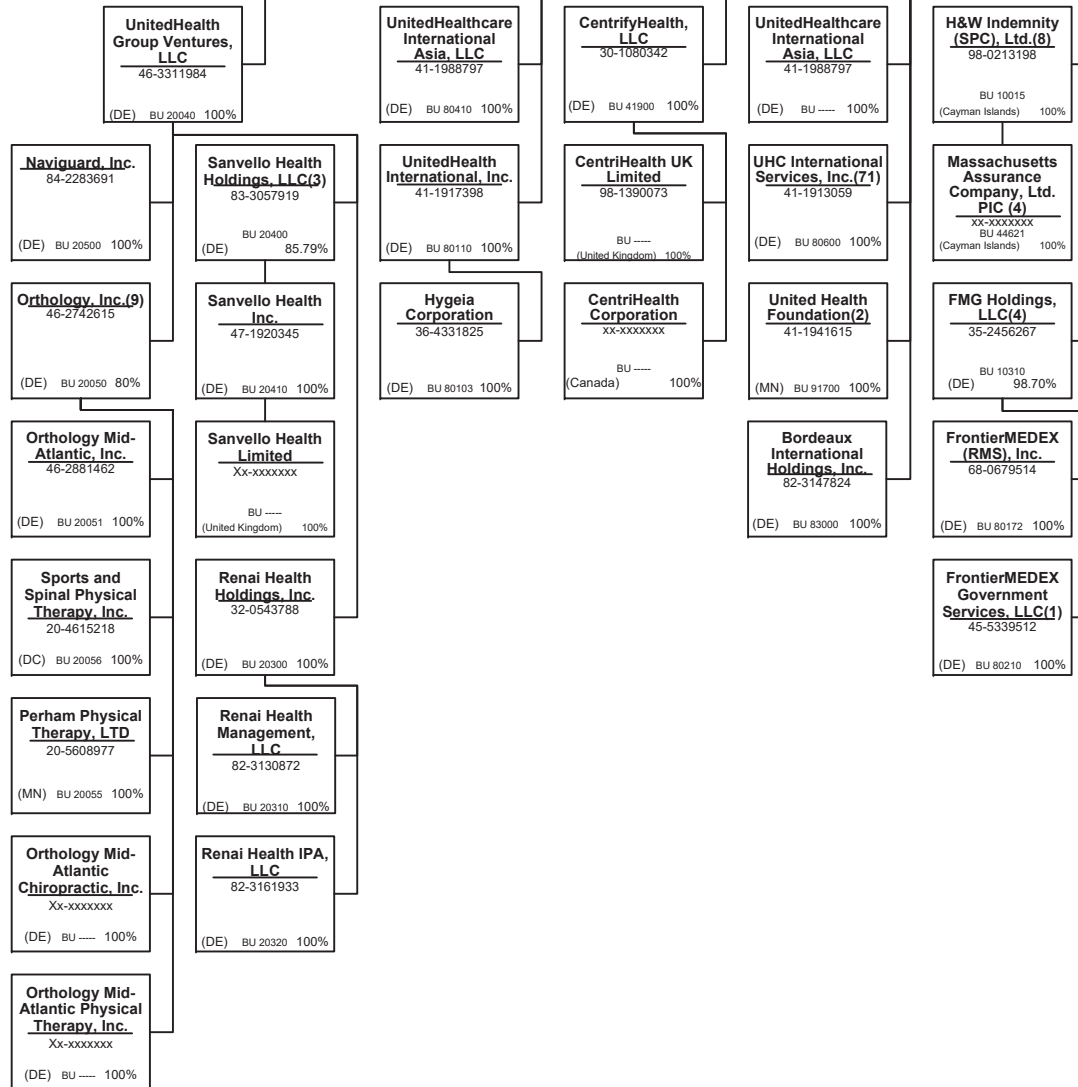 UnitedHealth
Group Ventures,
LLC
46-3311984
(DE) BU 20040 100%
Naviguard, Inc.
84-2283691
(DE) BU 20500 100%
Orthology, Inc.(9)
46-2742615
(DE) BU 20050 80%
Orthology Mid-
Atlantic, Inc.
46-2881462
(DE) BU 20051 100%
Sports and
Spinal Physical
Therapy, Inc.
20-4615218
(DC) BU 20056 100%
Perham Physical
Therapy, LTD
20-5608977
(MN) BU 20055 100%
Orthology Mid-
Atlantic
Chiropractic, Inc.
Xx-xxxxxxx
(DE) BU ----- 100%
Orthology Mid-
Atlantic Physical
Therapy, Inc.
Xx-xxxxxxx
(DE) BU ----- 100%
Sanvello Health
Holdings, LLC(3)
83-3057919
BU 20400
(DE) 85.79%
Sanvello Health
Inc.
47-1920345
(DE) BU 20410 100%
Sanvello Health
Limited
Xx-xxxxxxx
BU -----
(United Kingdom) 100%
Renai Health
Holdings, Inc.
32-0543788
(DE) BU 20300 100%
Renai Health
Management,
LLC
82-3130872
(DE) BU 20310 100%
Renai Health IPA,
LLC
82-3161933
(DE) BU 20320 100%
UnitedHealthcare
International
Asia, LLC
41-1988797
(DE) BU 80410 100%
UnitedHealth
International, Inc.
41-1917398
(DE) BU 80110 100%
Hygeia
Corporation
36-4331825
(DE) BU 80103 100%
CentrifyHealth,
LLC
30-1080342
(DE) BU 41900 100%
CentriHealth UK
Limited
98-1390073
BU -----
(United Kingdom) 100%
CentriHealth
Corporation
xx-xxxxxxx
BU -----
(Canada) 100%
UnitedHealthcare
International
Asia, LLC
41-1988797
(DE) BU ----- 100%
UHC International
Services, Inc.(71)
41-1913059
(DE) BU 80600 100%
United Health
Foundation(2)
41-1941615
(MN) BU 91700 100%
Bordeaux
International
Holdings, Inc.
82-3147824
(DE) BU 83000 100%
H&W Indemnity
(SPC), Ltd.(8)
98-0213198
BU 10015
(Cayman Islands) 100%
Massachusetts
Assurance
Company, Ltd.
PIC (4)
xx-xxxxxxx
BU 44621
(Cayman Islands) 100%
FMG Holdings,
LLC(4)
35-2456267
BU 10310
(DE) 98.70%
FrontierMEDEX
(RMS), Inc.
68-0679514
(DE) BU 80172 100%
FrontierMEDEX
Government
Services, LLC(1)
45-5339512
(DE) BU 80210 100%